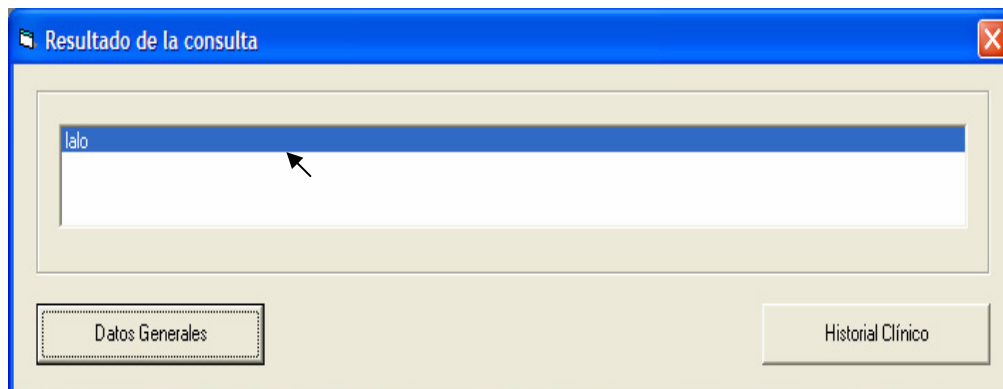 Resultado de la consulta
lalo
Datos Generales
Historial Clínico